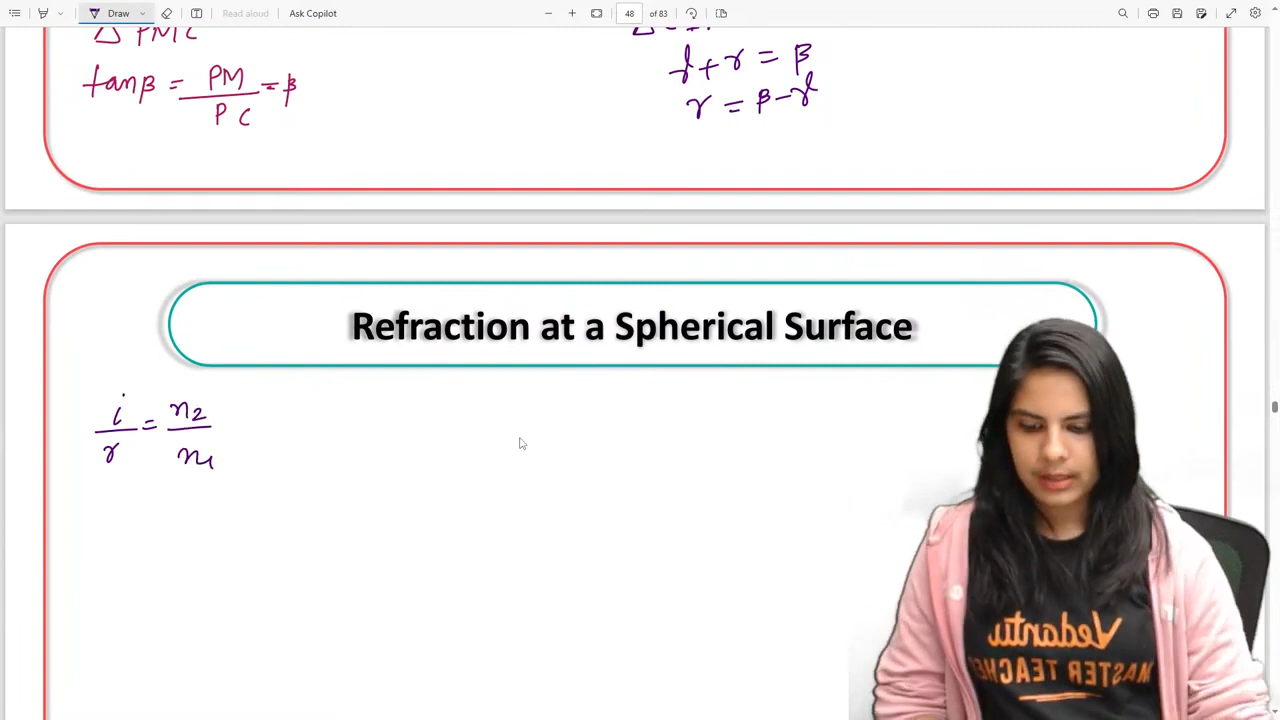 Draw
Read aloud
Ask Copilot
48 of 83
Δ PMC
tanβ = PM/PC = β
γ + r = β
r = β - γ
Refraction at a Spherical Surface
i/r = n2/n1
Vedantu
MASTER TEACHE